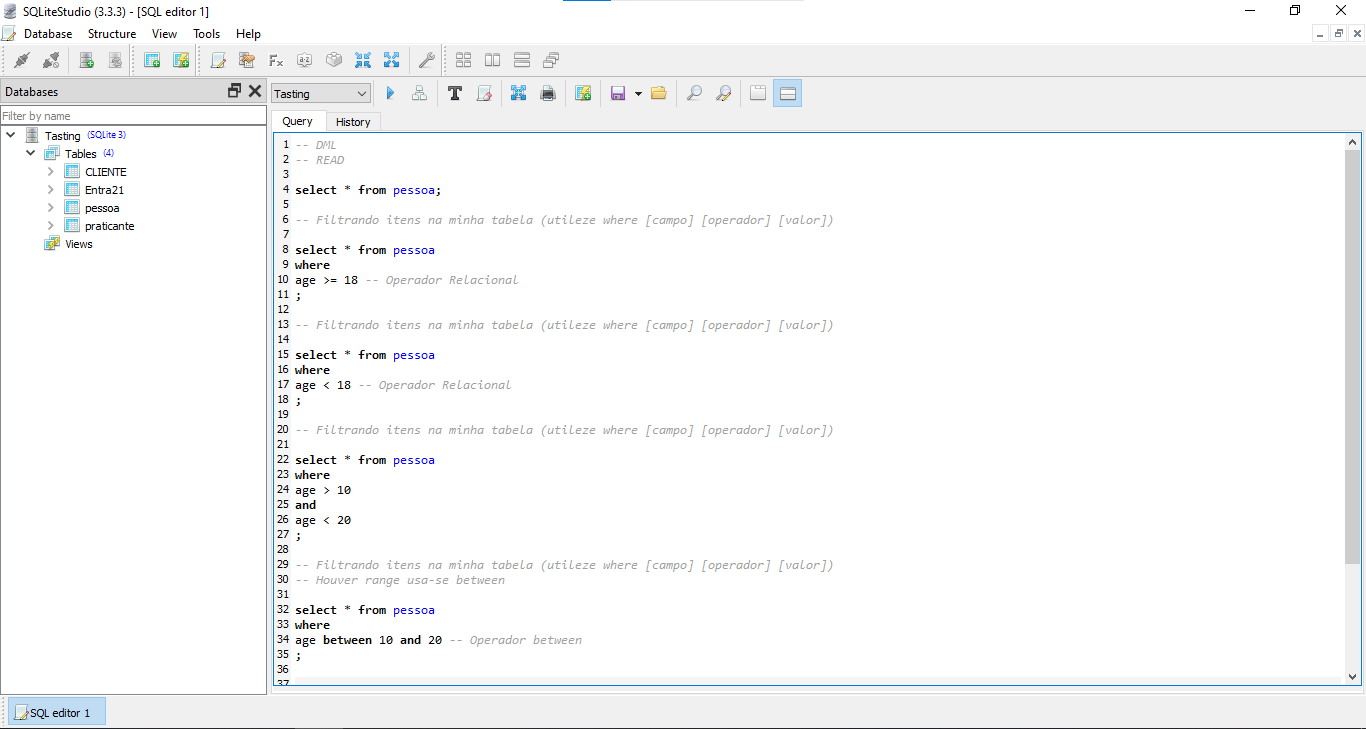 SQLiteStudio (3.3.3) - [SQL editor 1]
Database Structure View Tools Help
Databases
Tasting
Filter by name
Query History
Tasting (SQLite 3)
Tables (4)
CLIENTE
Entra21
pessoa
praticante
Views
1 -- DML
2 -- READ
3
4 select * from pessoa;
5
6 -- Filtrando itens na minha tabela (utileze where [campo] [operador] [valor])
7
8 select * from pessoa
9 where
10 age >= 18 -- Operador Relacional
11 ;
12
13 -- Filtrando itens na minha tabela (utileze where [campo] [operador] [valor])
14
15 select * from pessoa
16 where
17 age < 18 -- Operador Relacional
18 ;
19
20 -- Filtrando itens na minha tabela (utileze where [campo] [operador] [valor])
21
22 select * from pessoa
23 where
24 age > 10
25 and
26 age < 20
27 ;
28
29 -- Filtrando itens na minha tabela (utileze where [campo] [operador] [valor])
30 -- Houver range usa-se between
31
32 select * from pessoa
33 where
34 age between 10 and 20 -- Operador between
35 ;
36
37
SQL editor 1